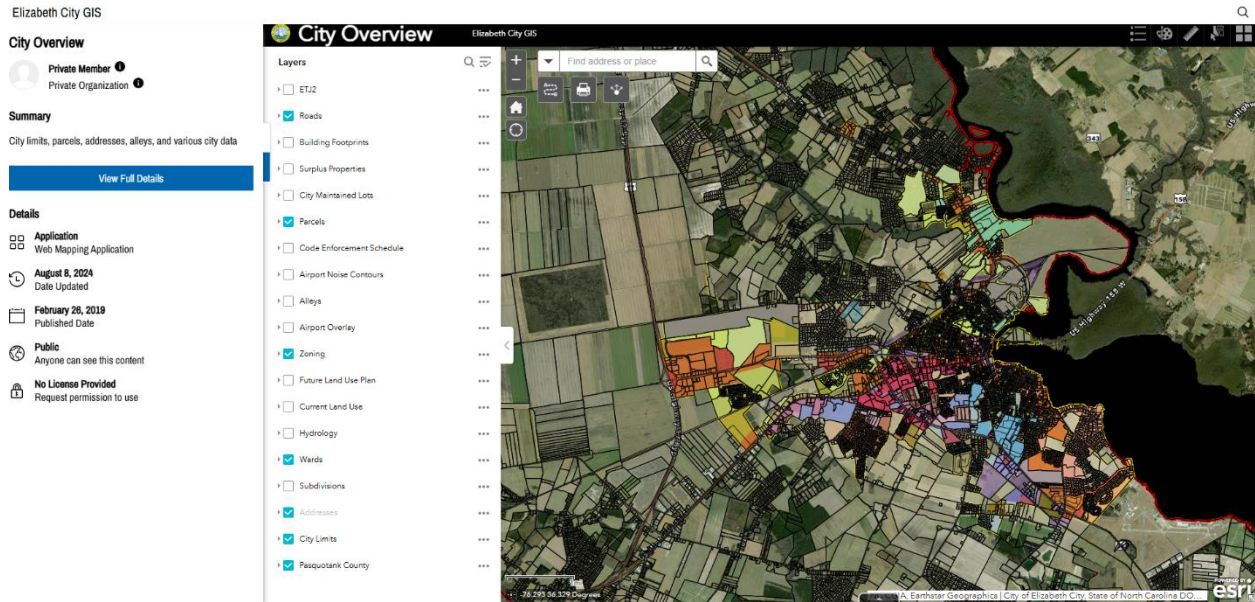 Elizabeth City GIS
City Overview
Private Member
Private Organization
Summary
City limits, parcels, addresses, alleys, and various city data
View Full Details
Details
Application
Web Mapping Application
August 8, 2024
Date Updated
February 26, 2019
Published Date
Public
Anyone can see this content
No License Provided
Request permission to use
City Overview
Elizabeth City GIS
Layers
ETJ2
Roads
Building Footprints
Surplus Properties
City Maintained Lots
Parcels
Code Enforcement Schedule
Airport Noise Contours
Alleys
Airport Overlay
Zoning
Future Land Use Plan
Current Land Use
Hydrology
Wards
Subdivisions
Addresses
City Limits
Pasquotank County
Find address or place
343
158
US Highway 158 W
-76.293 36.329 Degrees
Earthstar Geographics | City of Elizabeth City, State of North Carolina DO...
POWERED BY
esri